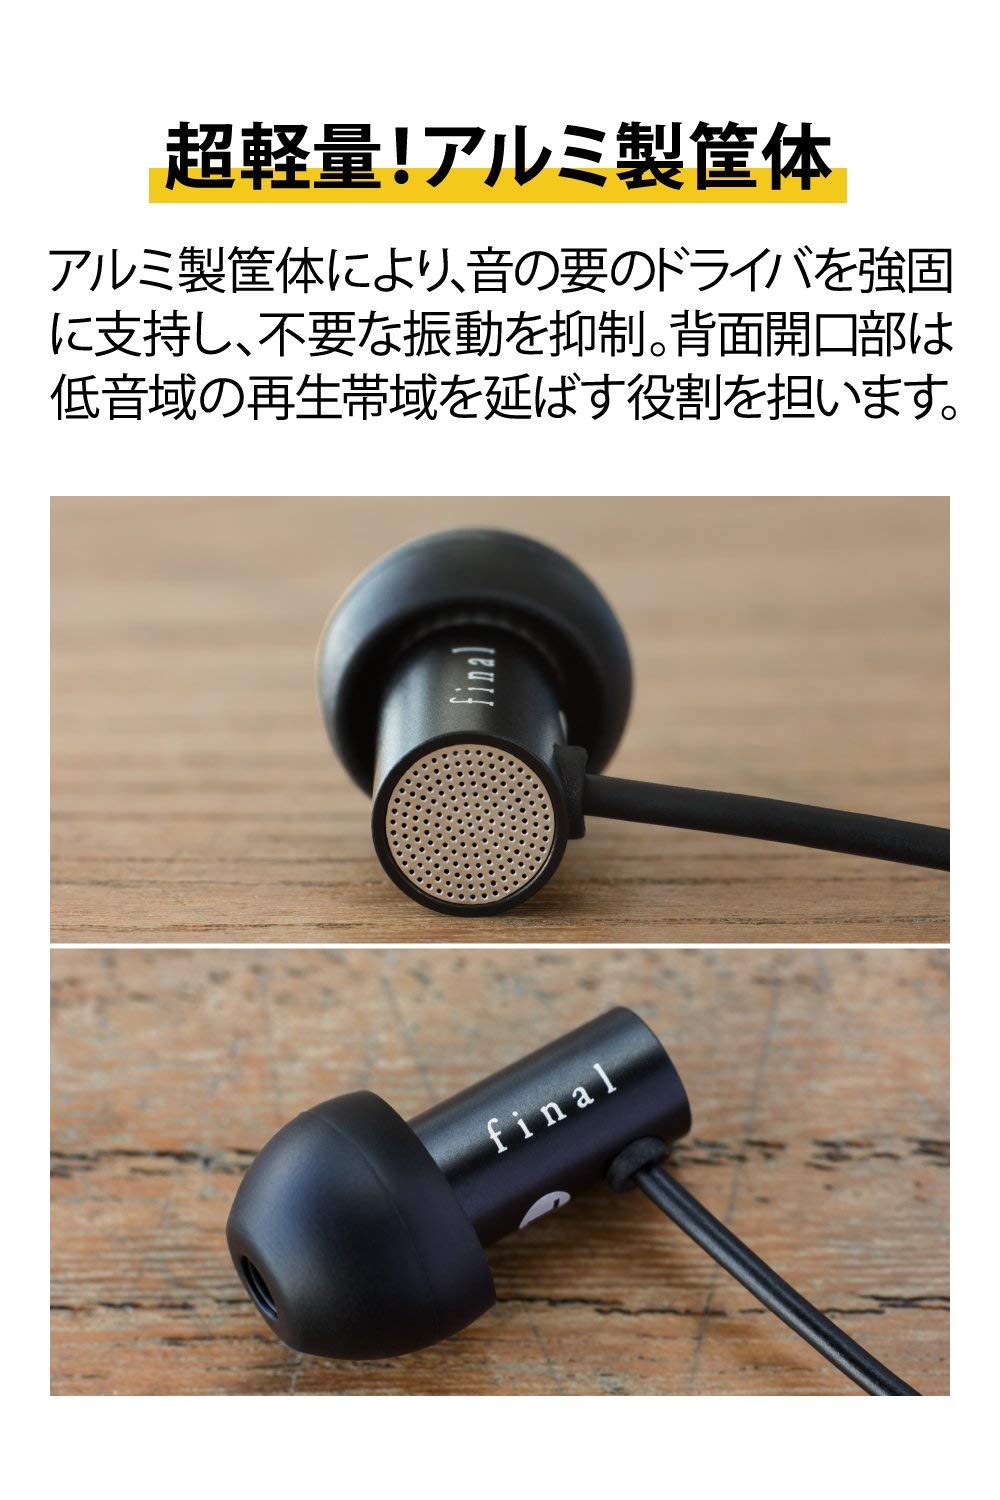 超軽量！アルミ製筐体
アルミ製筐体により、音の要のドライバを強固
に支持し、不要な振動を抑制。背面開口部は
低音域の再生帯域を延ばす役割を担います。
final
final